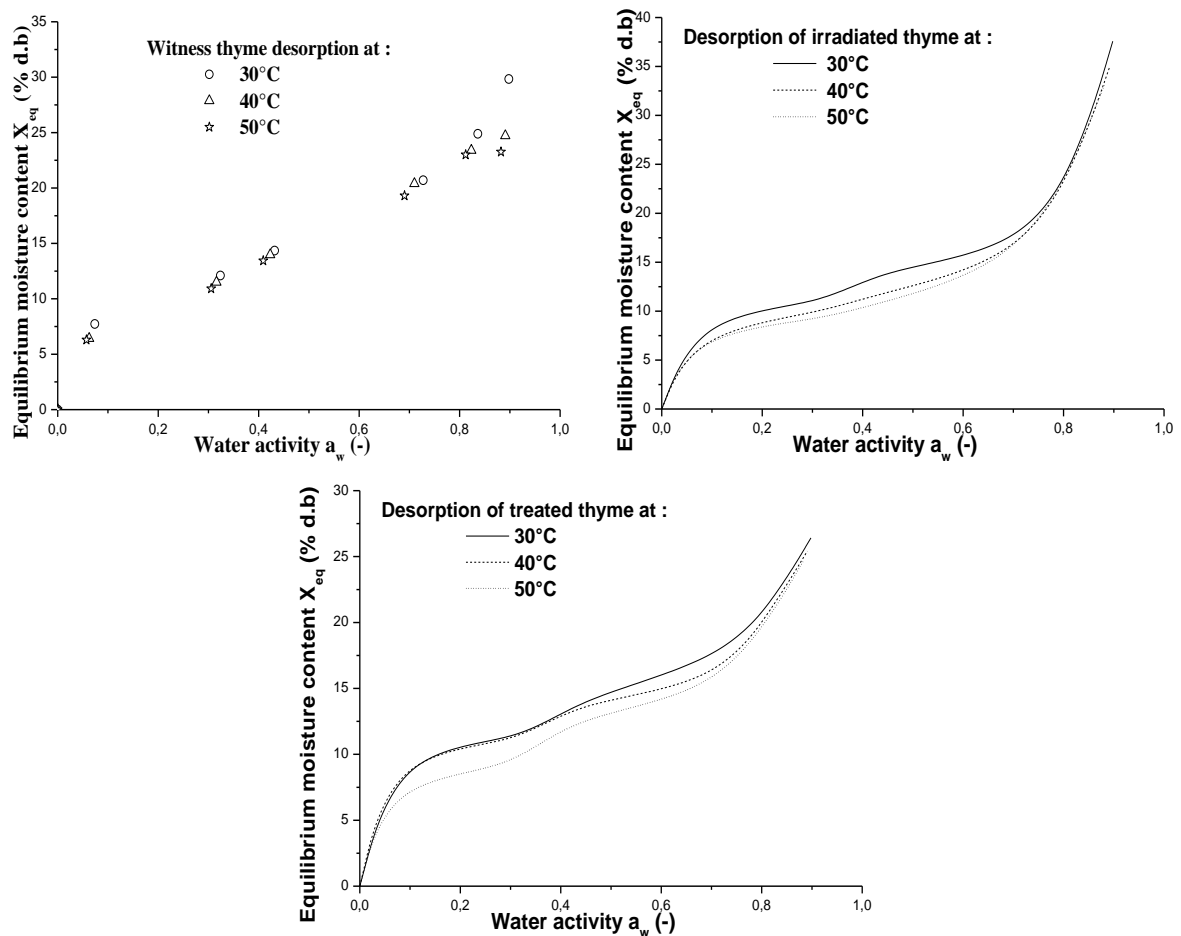 Equilibrium moisture content X_eq (% d.b)
35
30
25
20
15
10
5
0
Witness thyme desorption at :
30°C
40°C
50°C
0,0 0,2 0,4 0,6 0,8 1,0
Water activity a_w (-)
Equilibrium moisture content X_eq (% d.b)
40
35
30
25
20
15
10
5
0
Desorption of irradiated thyme at :
30°C
40°C
50°C
0,0 0,2 0,4 0,6 0,8 1,0
Water activity a_w (-)
Equilibrium moisture content X_eq (% d.b)
30
25
20
15
10
5
0
Desorption of treated thyme at :
30°C
40°C
50°C
0,0 0,2 0,4 0,6 0,8 1,0
Water activity a_w (-)